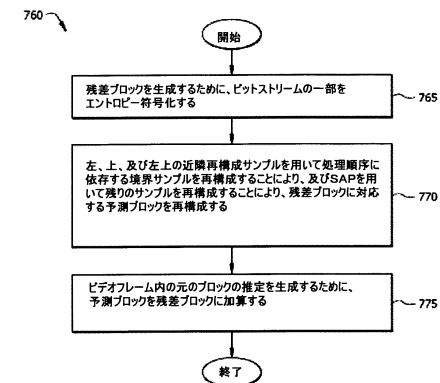 760
開始
残差ブロックを生成するために、ビットストリームの一部を
エントロピー符号化する
765
左、上、及び左上の近隣再構成サンプルを用いて処理順序に
依存する境界サンプルを再構成することにより、及びSAPを用
いて残りのサンプルを再構成することにより、残差ブロックに対応
する予測ブロックを再構成する
770
ビデオフレーム内の元のブロックの推定を生成するために、
予測ブロックを残差ブロックに加算する
775
終了